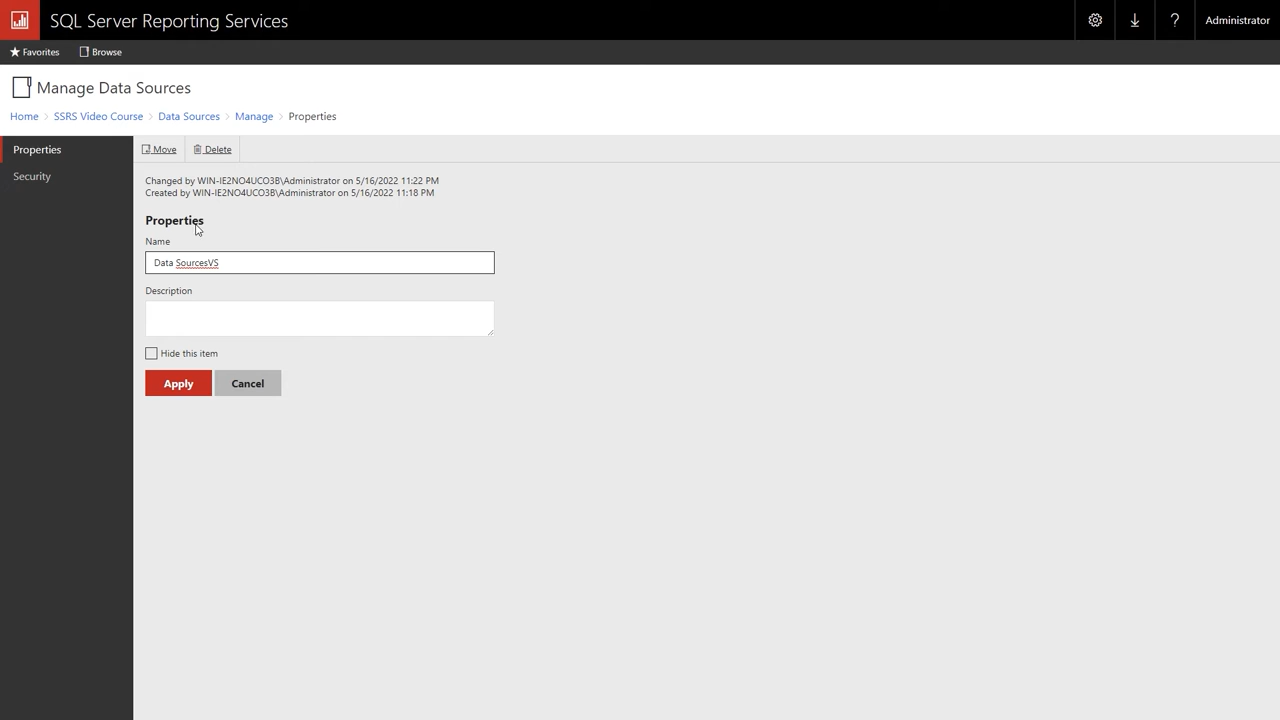 SQL Server Reporting Services
Administrator
Favorites Browse
Manage Data Sources
Home > SSRS Video Course > Data Sources > Manage > Properties
Properties
Security
Move Delete
Changed by WIN-IE2NO4UCO3B\Administrator on 5/16/2022 11:22 PM
Created by WIN-IE2NO4UCO3B\Administrator on 5/16/2022 11:18 PM
Properties
Name
Data SourcesVS
Description
Hide this item
Apply Cancel